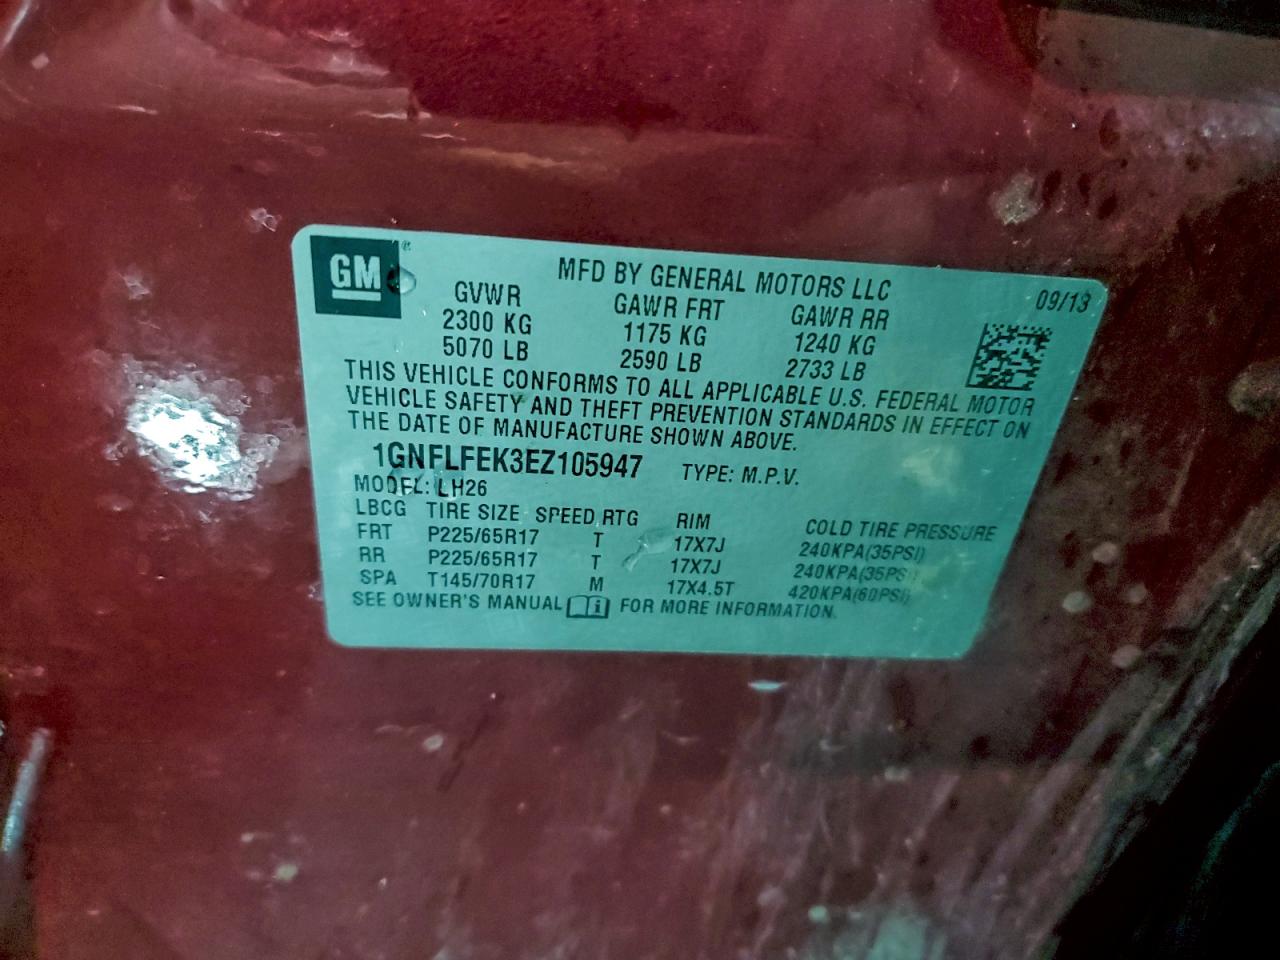 GM®
MFD BY GENERAL MOTORS LLC
09/13
GVWR GAWR FRT GAWR RR
2300 KG 1175 KG 1240 KG
5070 LB 2590 LB 2733 LB
THIS VEHICLE CONFORMS TO ALL APPLICABLE U.S. FEDERAL MOTOR
VEHICLE SAFETY AND THEFT PREVENTION STANDARDS IN EFFECT ON
THE DATE OF MANUFACTURE SHOWN ABOVE.
1GNFLFEK3EZ105947 TYPE: M.P.V.
MODEL: LH26
LBCG TIRE SIZE SPEED RTG RIM COLD TIRE PRESSURE
FRT P225/65R17 T 17X7J 240KPA(35PSI)
RR P225/65R17 T 17X7J 240KPA(35PSI)
SPA T145/70R17 M 17X4.5T 420KPA(60PSI)
SEE OWNER'S MANUAL FOR MORE INFORMATION.